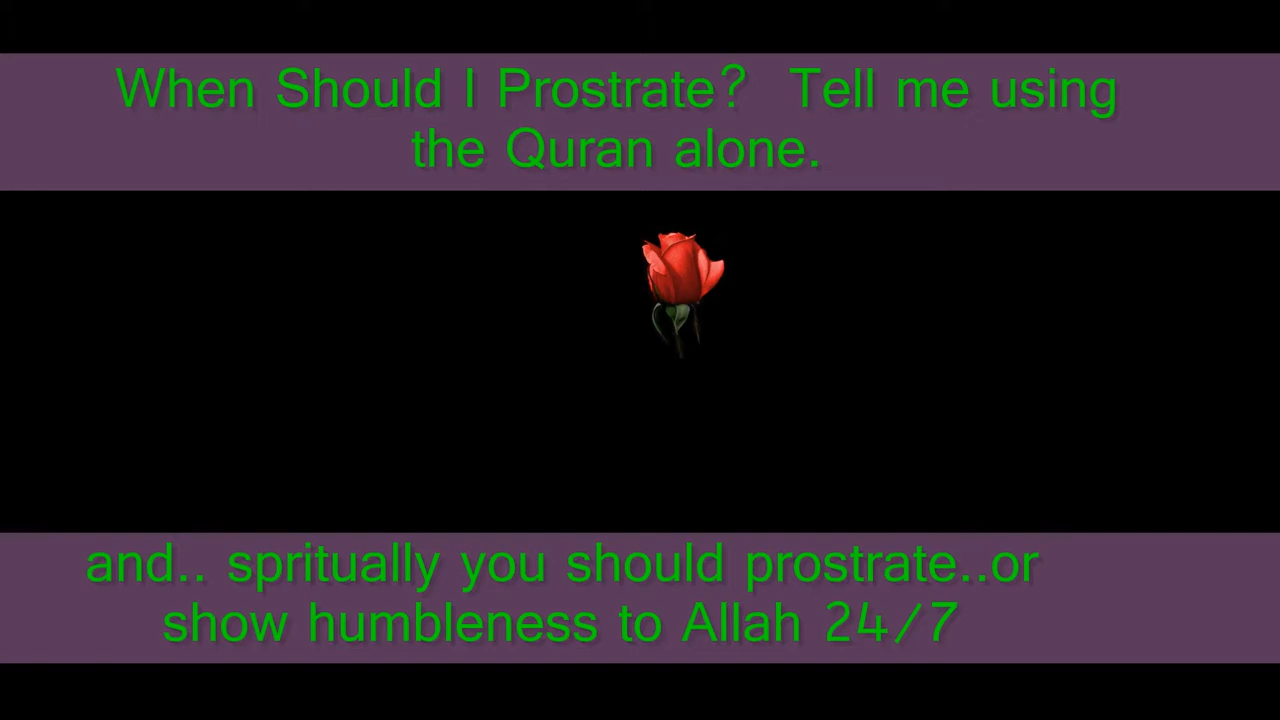 When Should I Prostrate? Tell me using
the Quran alone.
and.. spritually you should prostrate..or
show humbleness to Allah 24/7